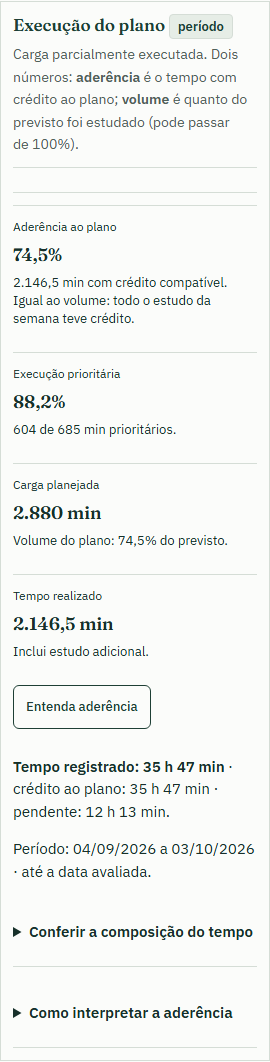 Execução do plano período
Carga parcialmente executada. Dois
números: aderência é o tempo com
crédito ao plano; volume é quanto do
previsto foi estudado (pode passar
de 100%).
Aderência ao plano
74,5%
2.146,5 min com crédito compatível.
Igual ao volume: todo o estudo da
semana teve crédito.
Execução prioritária
88,2%
604 de 685 min prioritários.
Carga planejada
2.880 min
Volume do plano: 74,5% do previsto.
Tempo realizado
2.146,5 min
Inclui estudo adicional.
Entenda aderência
Tempo registrado: 35 h 47 min ·
crédito ao plano: 35 h 47 min ·
pendente: 12 h 13 min.
Período: 04/09/2026 a 03/10/2026
· até a data avaliada.
Conferir a composição do tempo
Como interpretar a aderência